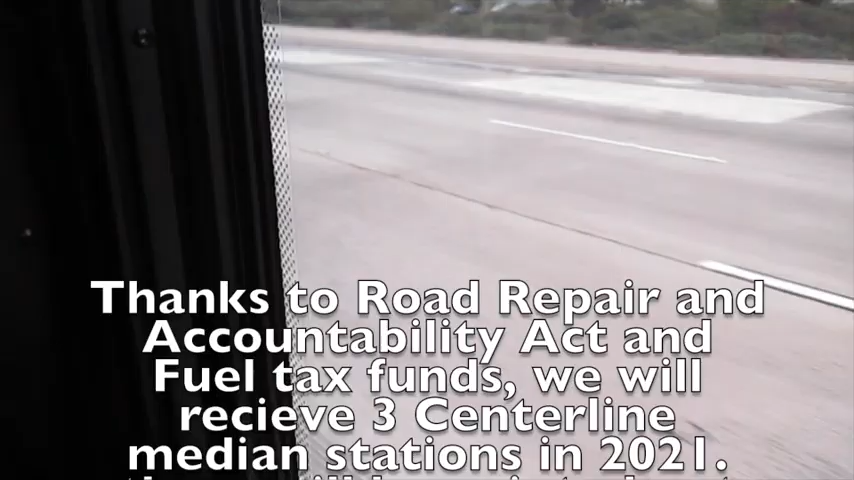 Thanks to Road Repair and
Accountability Act and
Fuel tax funds, we will
recieve 3 Centerline
median stations in 2021.